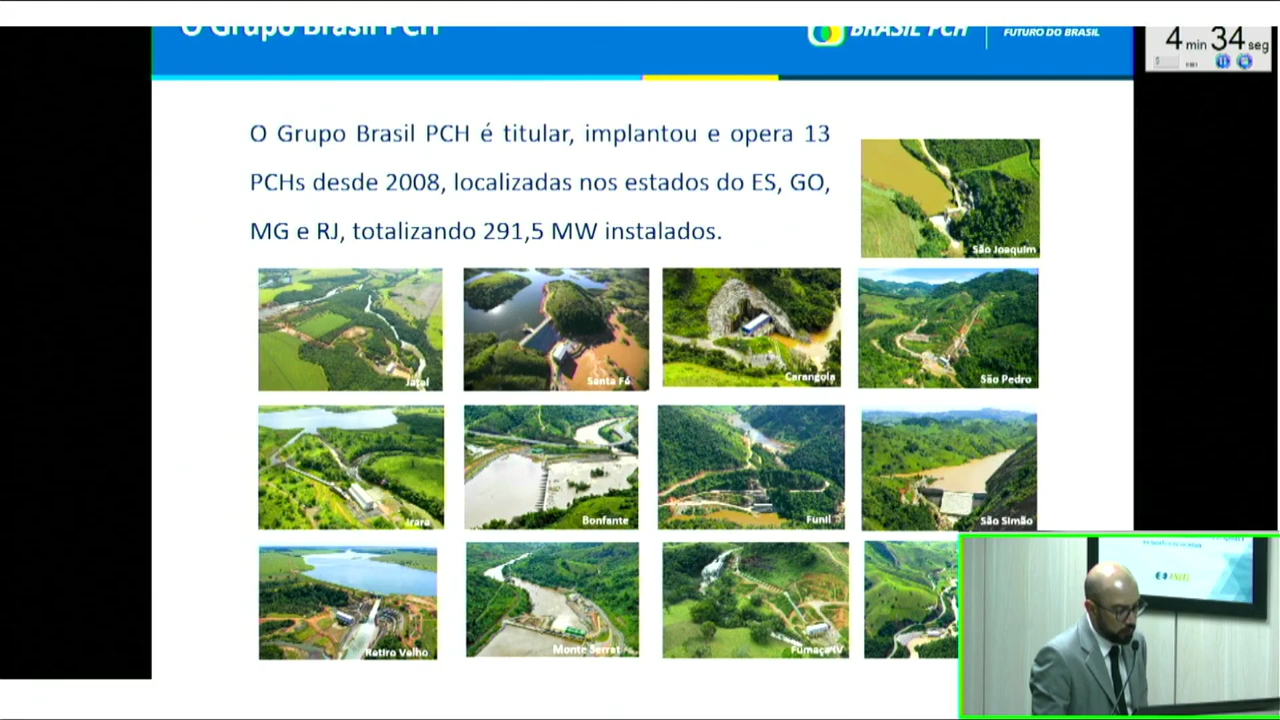 O Grupo Brasil PCH
BRASIL PCH
FUTURO DO BRASIL
4 min 34 seg
O Grupo Brasil PCH é titular, implantou e opera 13
PCHs desde 2008, localizadas nos estados do ES, GO,
MG e RJ, totalizando 291,5 MW instalados.
São Joaquim
Jataí
Santa Fé
Carangola
São Pedro
Irara
Bonfante
Funil
São Simão
Retiro Velho
Monte Serrat
Fumaça IV
ANEEL